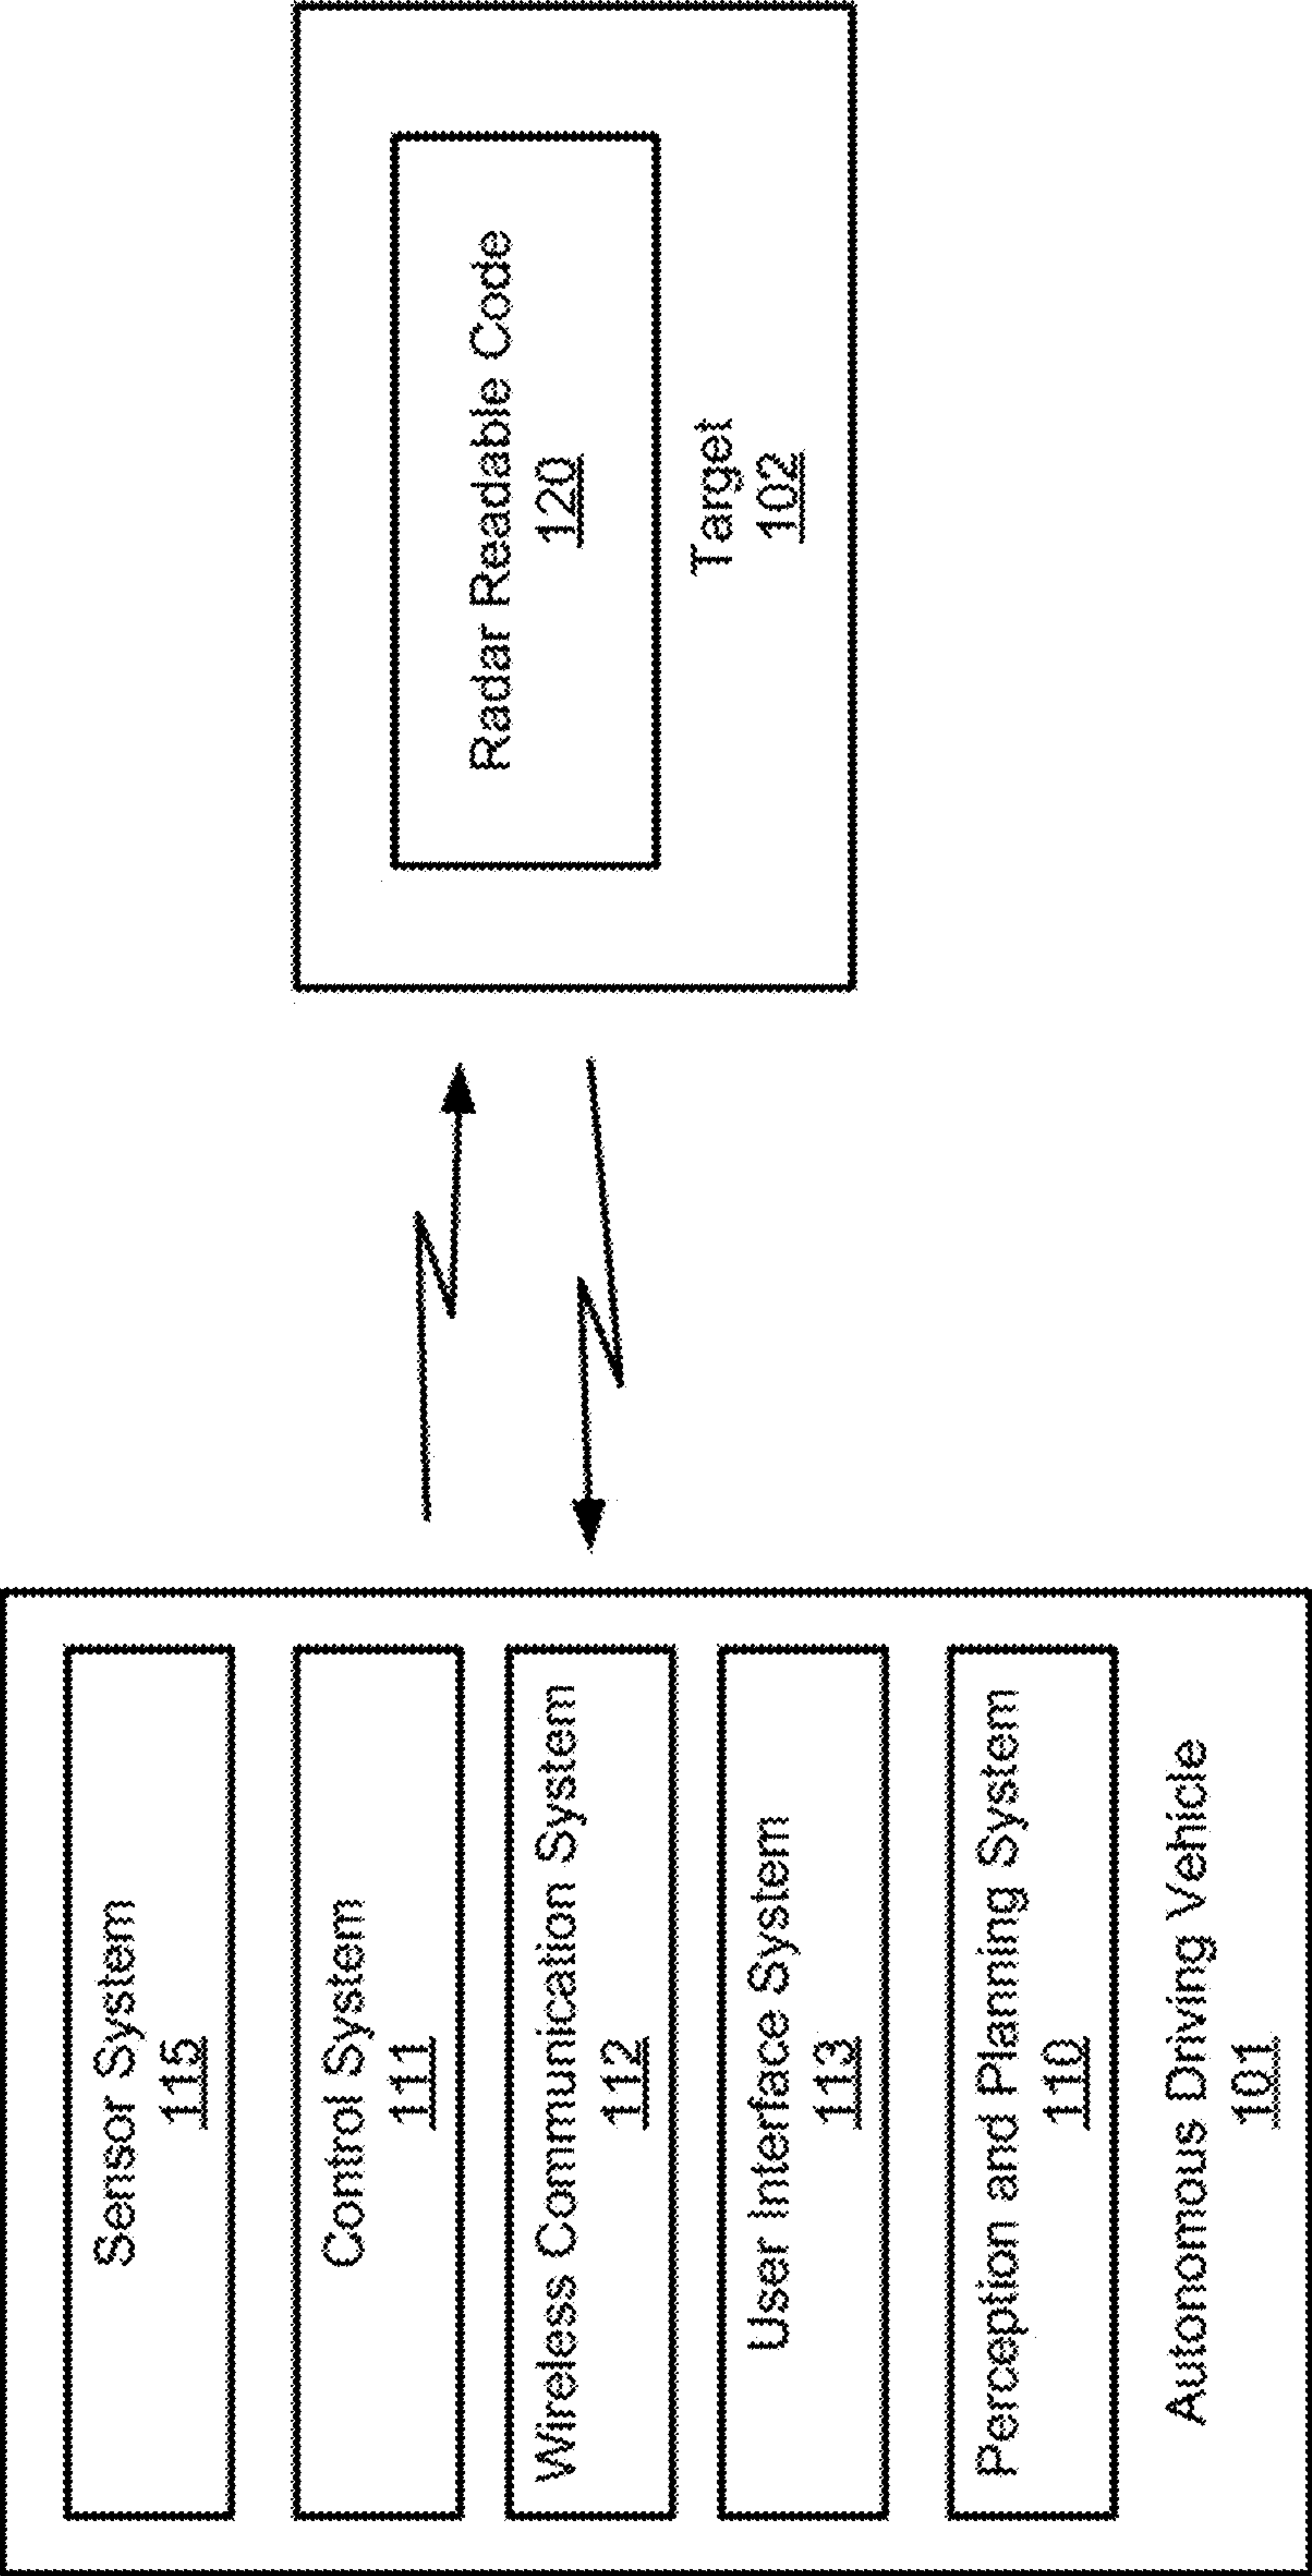 Sensor System
115
Control System
111
Wireless Communication System
112
User Interface System
113
Perception and Planning System
110
Autonomous Driving Vehicle
101
Radar Readable Code
120
Target
102